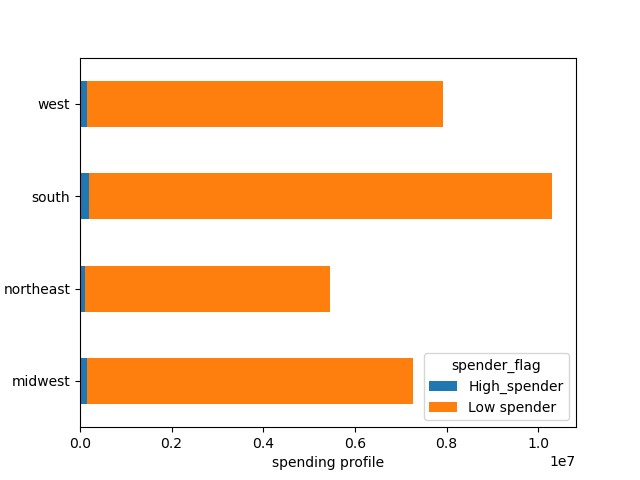 west
south
northeast
midwest
spender_flag
High_spender
Low spender
0.0 0.2 0.4 0.6 0.8 1.0
1e7
spending profile